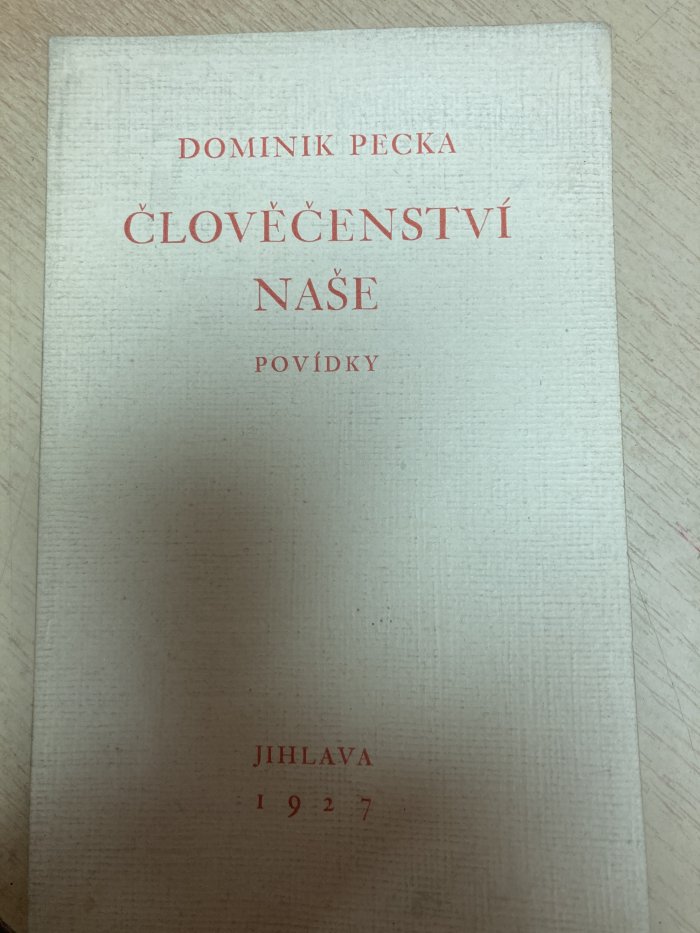 DOMINIK PECKA
ČLOVĚČENSTVÍ
NAŠE
POVÍDKY
JIHLAVA
1927